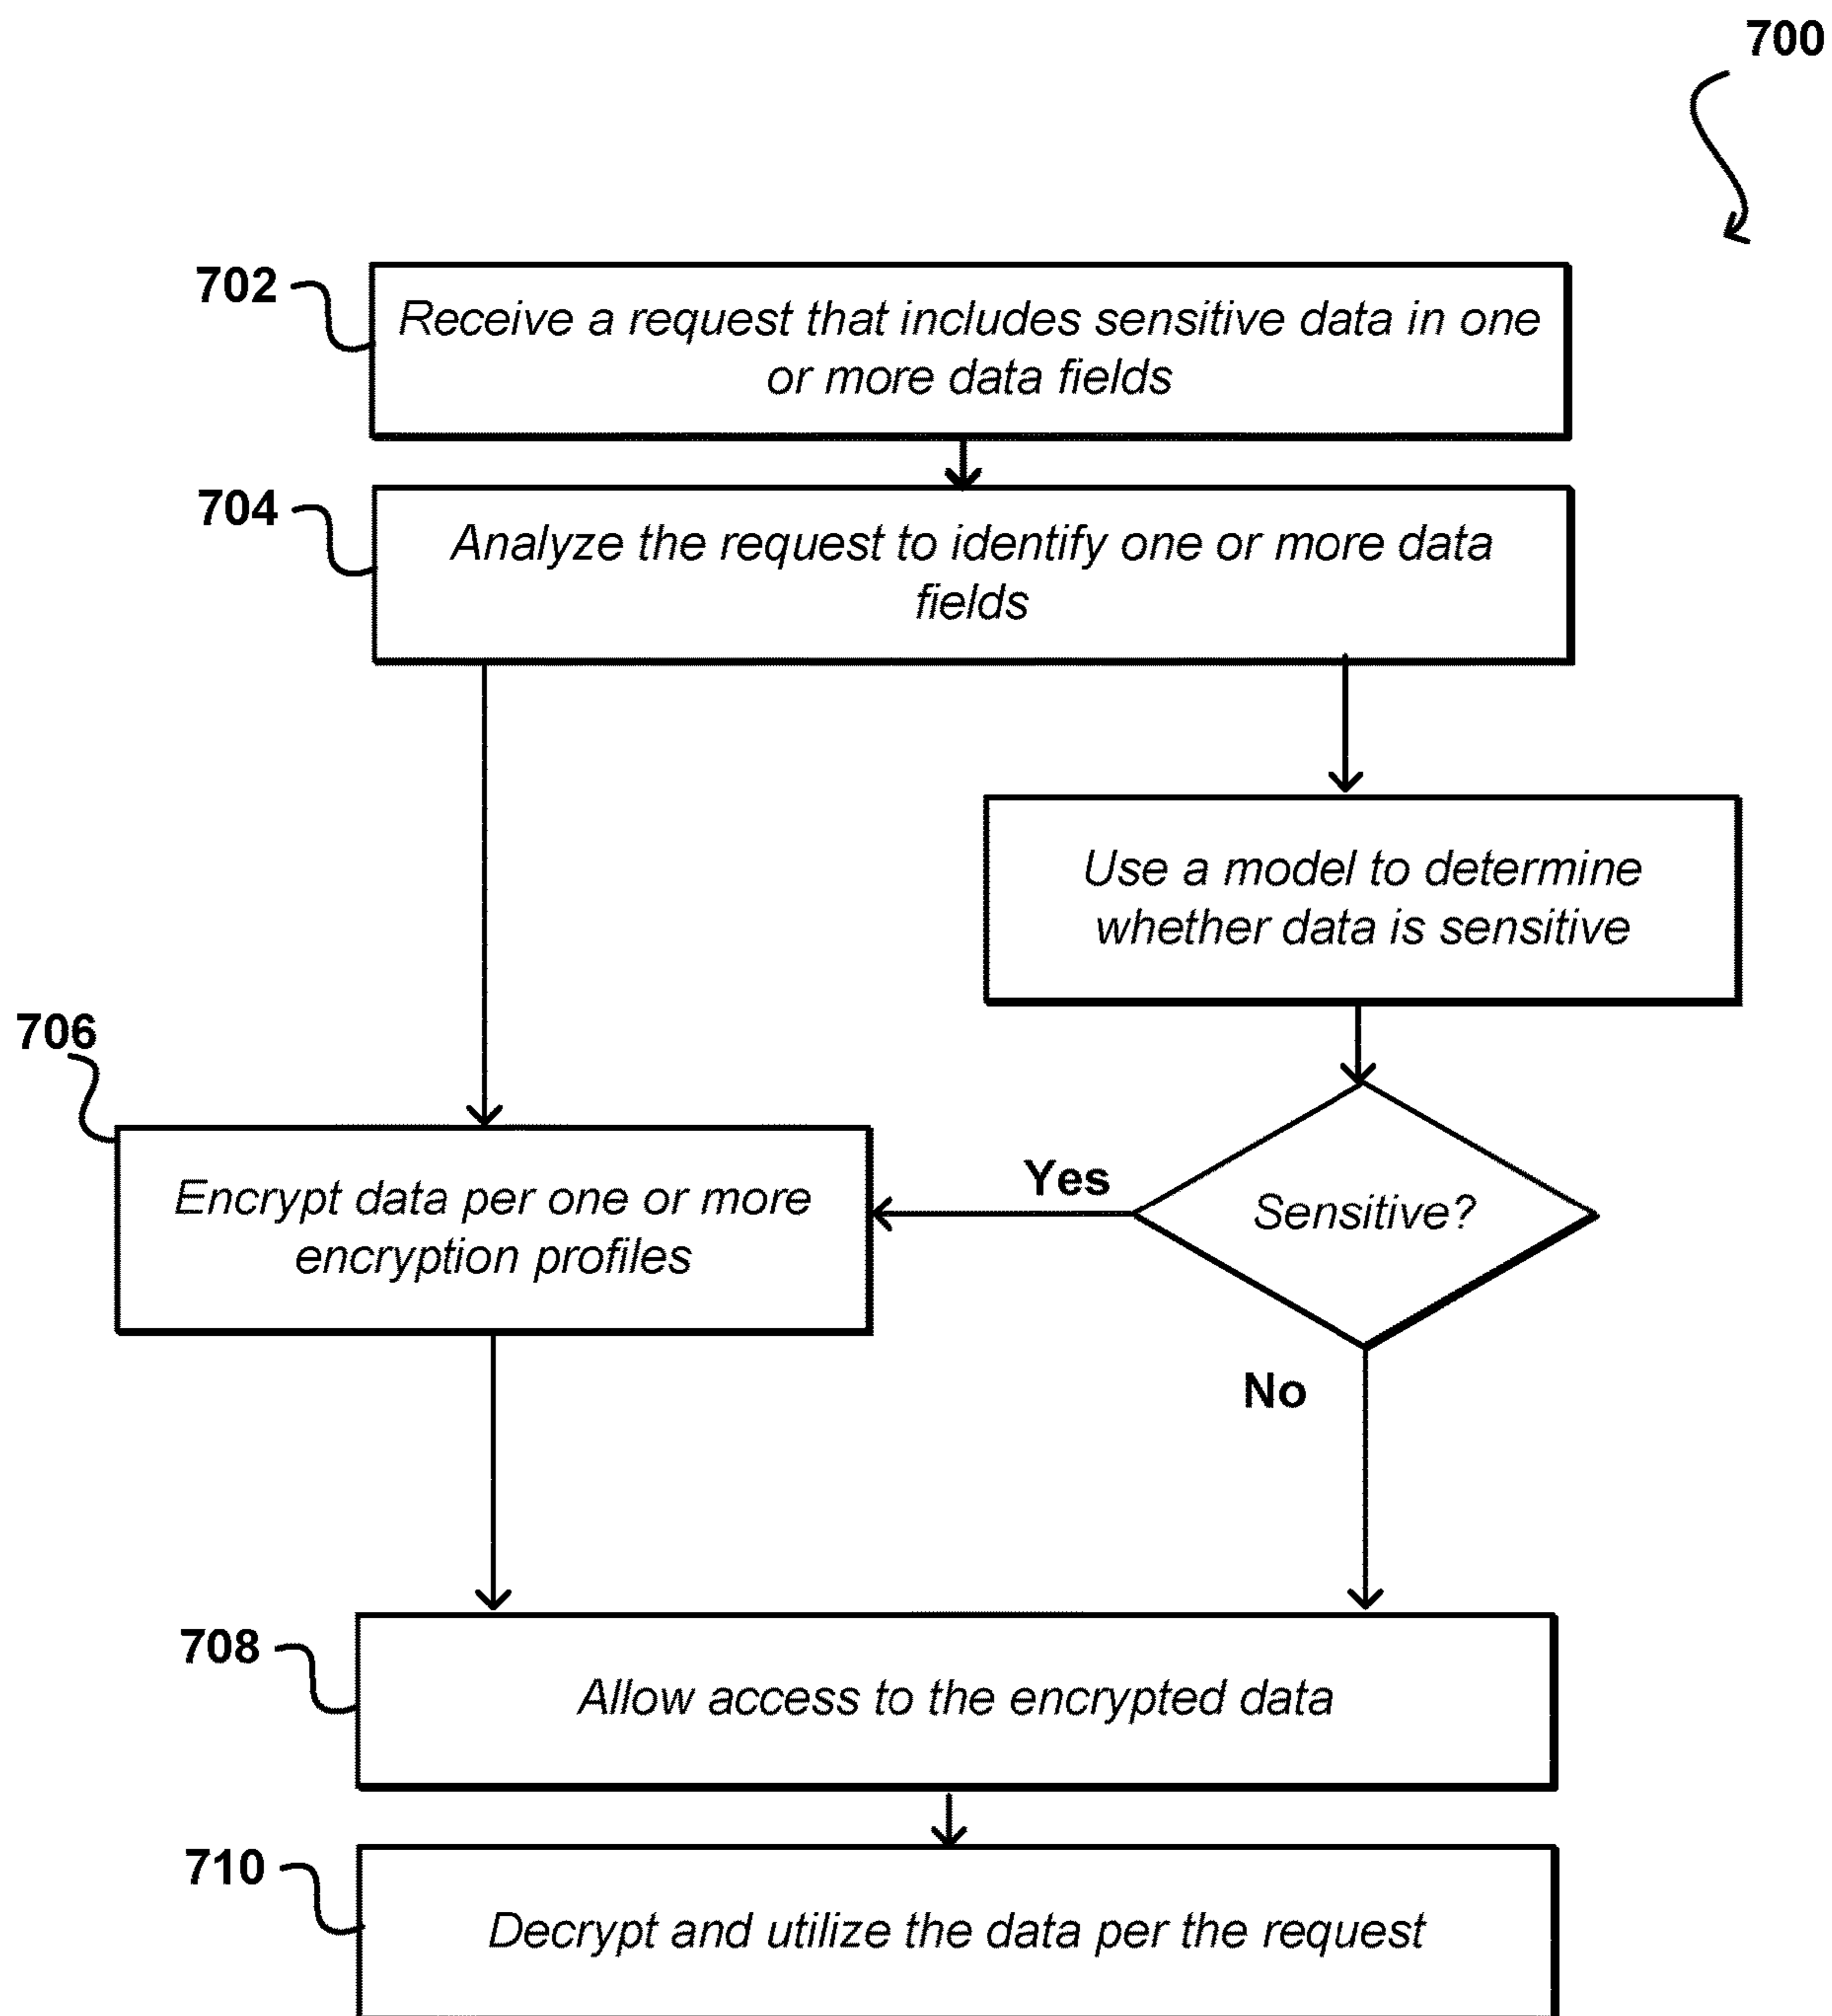 700
702
Receive a request that includes sensitive data in one
or more data fields
704
Analyze the request to identify one or more data
fields
Use a model to determine
whether data is sensitive
706
Encrypt data per one or more
encryption profiles
Yes
Sensitive?
No
708
Allow access to the encrypted data
710
Decrypt and utilize the data per the request